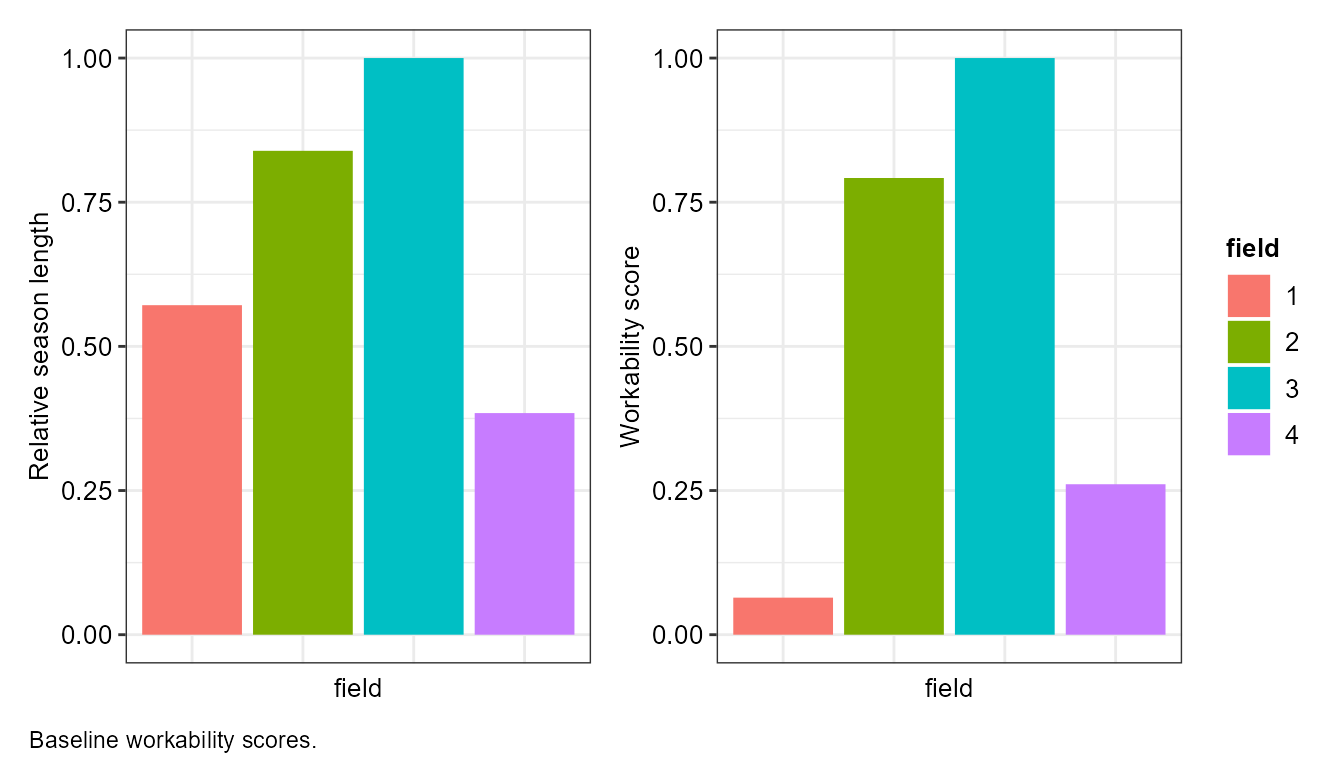 Relative season length
1.00
0.75
0.50
0.25
0.00
field
Workability score
1.00
0.75
0.50
0.25
0.00
field
field
1
2
3
4
Baseline workability scores.